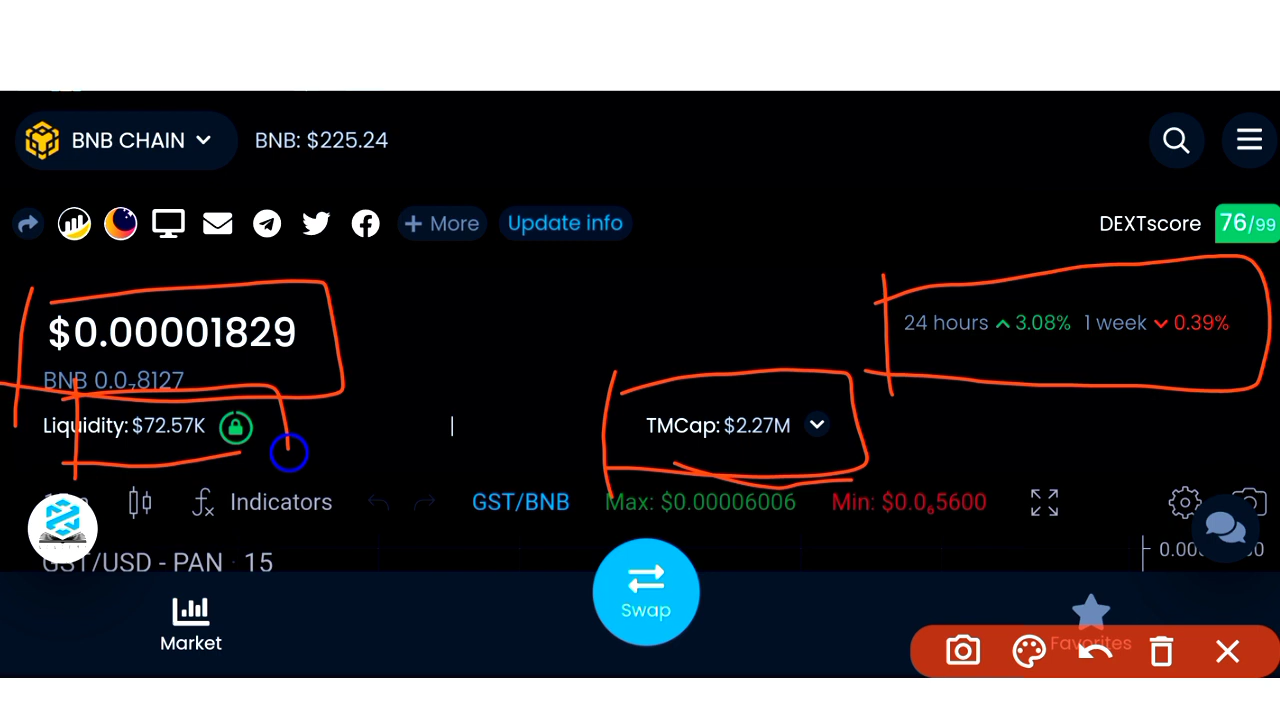 BNB CHAIN BNB: $225.24
+ More Update info DEXTscore 76/99
$0.00001829 24 hours 3.08% 1 week 0.39%
BNB 0.0₇8127
Liquidity: $72.57K | TMCap: $2.27M
Indicators GST/BNB Max: $0.00006006 Min: $0.0₆5600
GST/USD - PAN · 15
Swap
Market Favorites